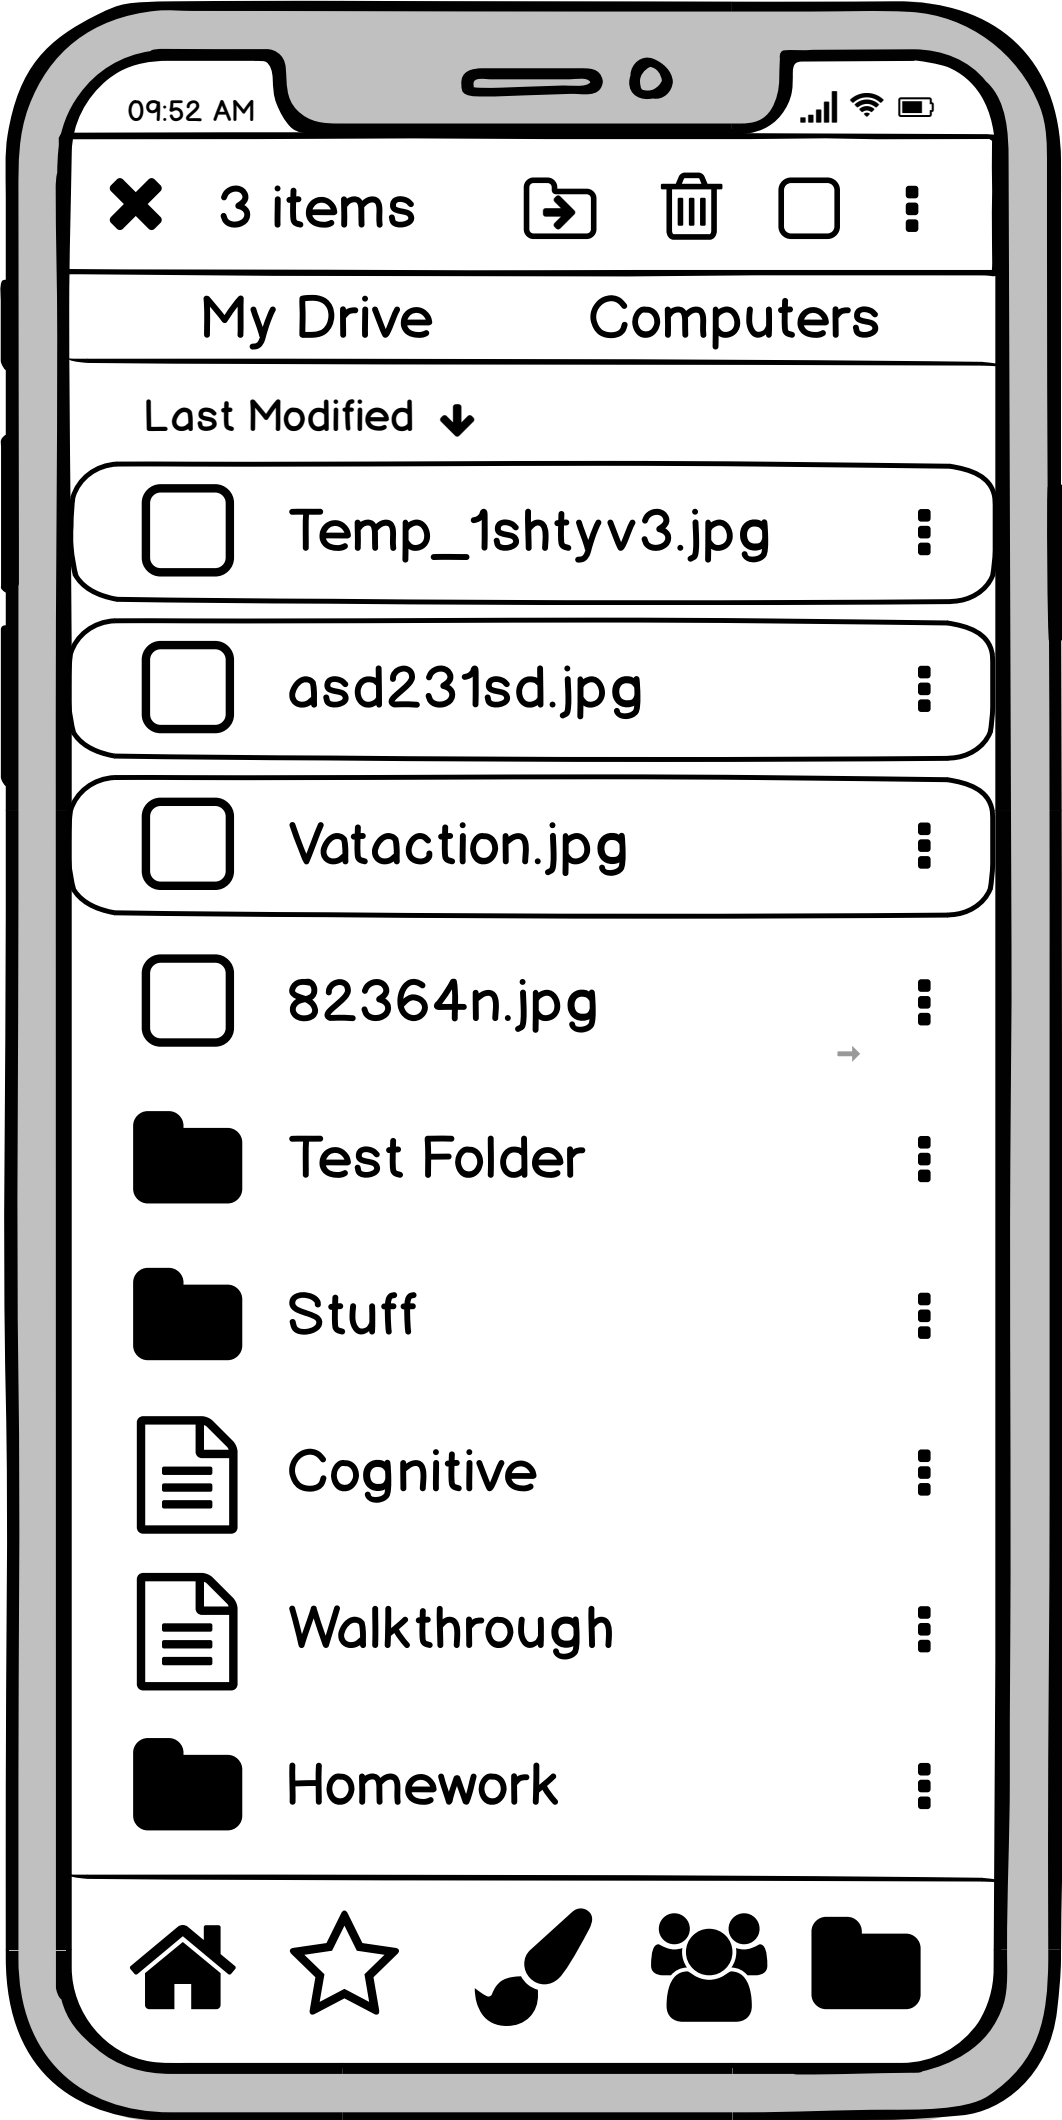 09:52 AM
3 items
My Drive Computers
Last Modified
Temp_1shtyv3.jpg
asd231sd.jpg
Vataction.jpg
82364n.jpg
Test Folder
Stuff
Cognitive
Walkthrough
Homework